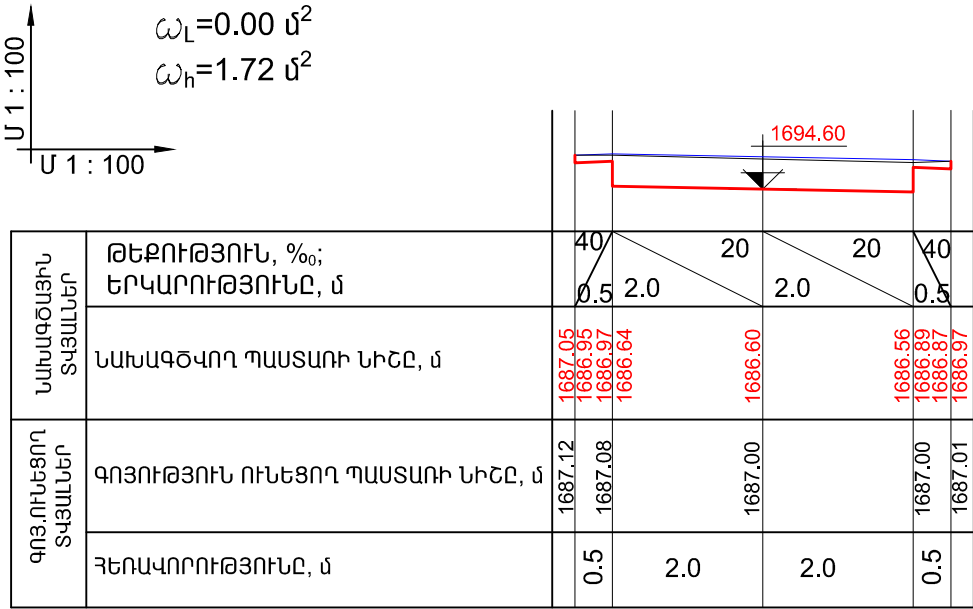 Մ 1 : 100
Մ 1 : 100
ωL=0.00 մ²
ωh=1.72 մ²
1694.60
ՆԱԽԱԳԾԱՅԻՆ
ՏՎՅԱԼՆԵՐ
ԹԵՔՈՒԹՅՈՒՆ, %₀;
ԵՐԿԱՐՈՒԹՅՈՒՆԸ, մ
40 20 20 40
0.5 2.0 2.0 0.5
ՆԱԽԱԳԾՎՈՂ ՊԱՍՏԱՌԻ ՆԻՇԸ, մ
1687.05 1686.95 1686.97 1686.64 1686.60 1686.56 1686.89 1686.87 1686.97
ԳՈՅ.ՈՒՆԵՑՈՂ
ՏՎՅԱԼՆԵՐ
ԳՈՅՈՒԹՅՈՒՆ ՈՒՆԵՑՈՂ ՊԱՍՏԱՌԻ ՆԻՇԸ, մ
1687.12 1687.08 1687.00 1687.00 1687.01
ՀԵՌԱՎՈՐՈՒԹՅՈՒՆԸ, մ
0.5 2.0 2.0 0.5